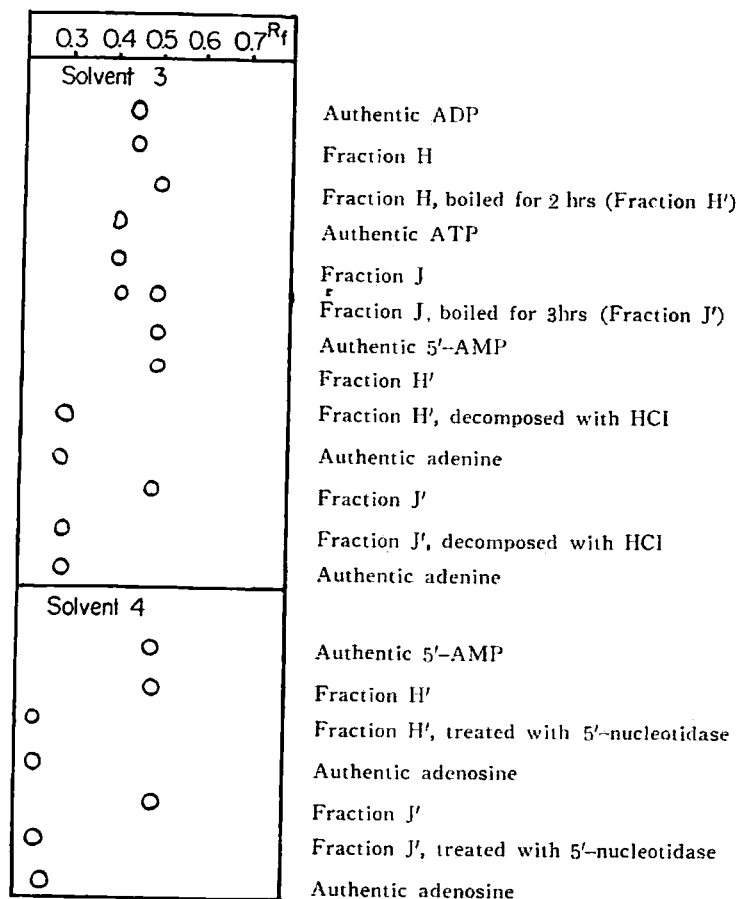 0.3 0.4 0.5 0.6 0.7 Rf
Solvent 3
Authentic ADP
Fraction H
Fraction H, boiled for 2 hrs (Fraction H′)
Authentic ATP
Fraction J
Fraction J, boiled for 3hrs (Fraction J′)
Authentic 5′-AMP
Fraction H′
Fraction H′, decomposed with HCl
Authentic adenine
Fraction J′
Fraction J′, decomposed with HCl
Authentic adenine
Solvent 4
Authentic 5′-AMP
Fraction H′
Fraction H′, treated with 5′-nucleotidase
Authentic adenosine
Fraction J′
Fraction J′, treated with 5′-nucleotidase
Authentic adenosine